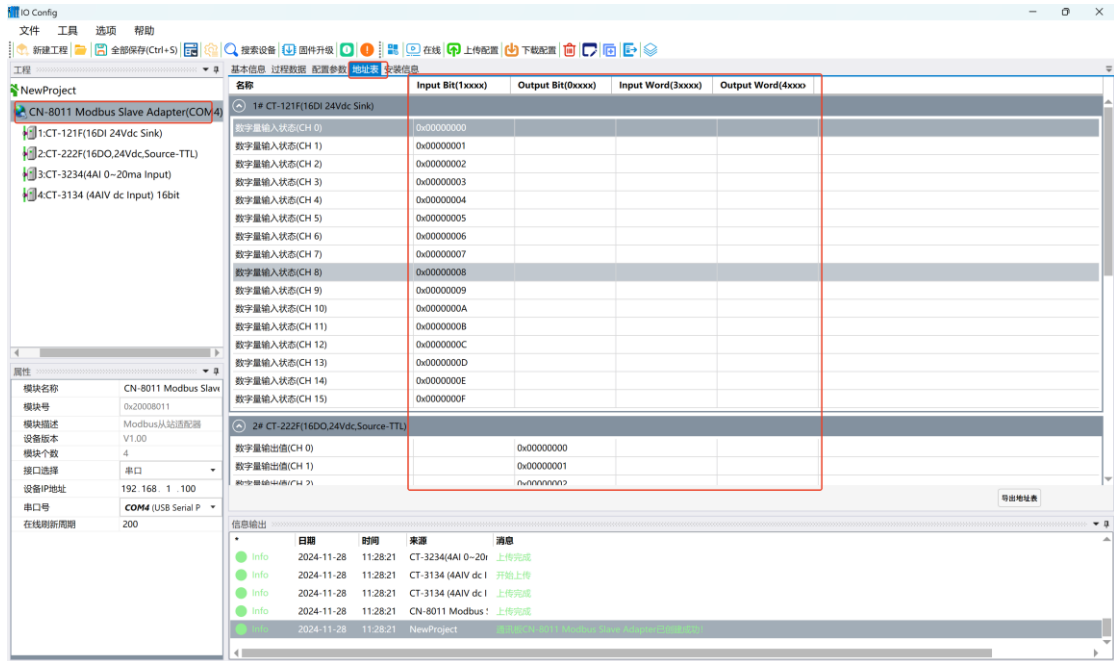 IO Config
文件 工具 选项 帮助
新建工程 全部保存(Ctrl+S) 搜索设备 固件升级 在线 上传配置 下载配置
工程
NewProject
CN-8011 Modbus Slave Adapter(COM4)
1:CT-121F(16DI 24Vdc Sink)
2:CT-222F(16DO,24Vdc,Source-TTL)
3:CT-3234(4AI 0~20ma Input)
4:CT-3134 (4AIV dc Input) 16bit
属性
模块名称 CN-8011 Modbus Slave
模块号 0x20008011
模块描述 Modbus从站适配器
设备版本 V1.00
模块个数 4
接口选择 串口
设备IP地址 192.168. 1 .100
串口号 COM4 (USB Serial P
在线刷新周期 200
基本信息 过程数据 配置参数 地址表 安装信息
名称 Input Bit(1xxxx) Output Bit(0xxxx) Input Word(3xxxx) Output Word(4xxxx
1# CT-121F(16DI 24Vdc Sink)
数字量输入状态(CH 0) 0x00000000
数字量输入状态(CH 1) 0x00000001
数字量输入状态(CH 2) 0x00000002
数字量输入状态(CH 3) 0x00000003
数字量输入状态(CH 4) 0x00000004
数字量输入状态(CH 5) 0x00000005
数字量输入状态(CH 6) 0x00000006
数字量输入状态(CH 7) 0x00000007
数字量输入状态(CH 8) 0x00000008
数字量输入状态(CH 9) 0x00000009
数字量输入状态(CH 10) 0x0000000A
数字量输入状态(CH 11) 0x0000000B
数字量输入状态(CH 12) 0x0000000C
数字量输入状态(CH 13) 0x0000000D
数字量输入状态(CH 14) 0x0000000E
数字量输入状态(CH 15) 0x0000000F
2# CT-222F(16DO,24Vdc,Source-TTL)
数字量输出值(CH 0) 0x00000000
数字量输出值(CH 1) 0x00000001
数字量输出值(CH 2) 0x00000002
导出地址表
信息输出
* 日期 时间 来源 消息
Info 2024-11-28 11:28:21 CT-3234(4AI 0~20 上传完成
Info 2024-11-28 11:28:21 CT-3134 (4AIV dc I 开始上传
Info 2024-11-28 11:28:21 CT-3134 (4AIV dc I 上传完成
Info 2024-11-28 11:28:21 CN-8011 Modbus 上传完成
Info 2024-11-28 11:28:21 NewProject 通讯板CN-8011 Modbus Slave Adapter已创建成功!